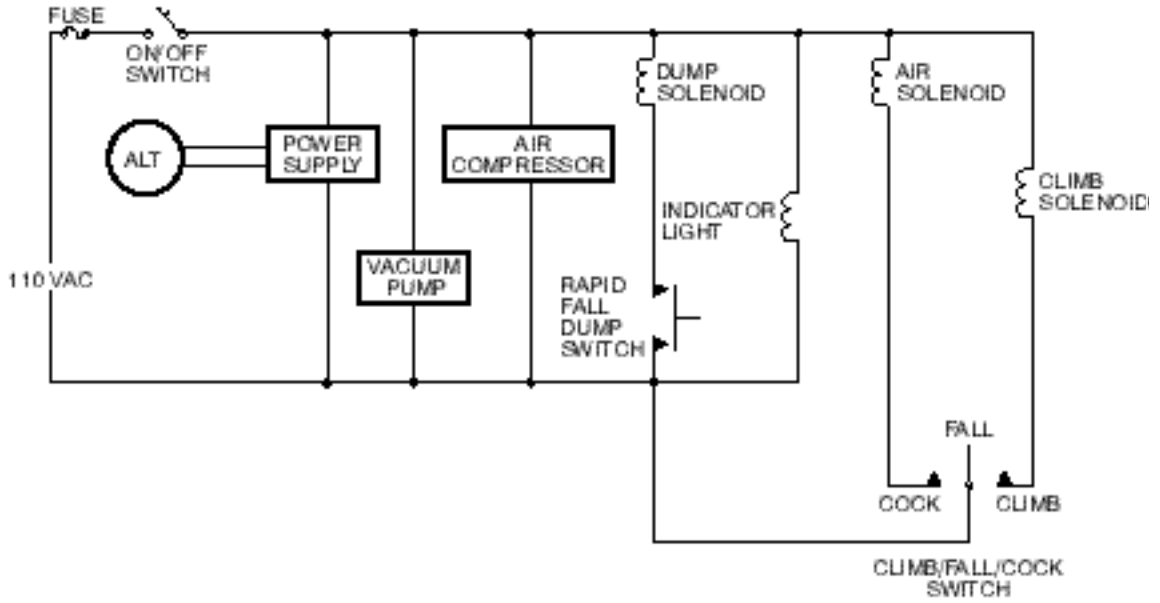 FUSE
ON/OFF
SWITCH
DUMP
SOLENOID
AIR
SOLENOID
ALT
POWER
SUPPLY
AIR
COMPRESSOR
CLIMB
SOLENOID
INDICATOR
LIGHT
110 VAC
VACUUM
PUMP
RAPID
FALL
DUMP
SWITCH
FALL
COCK
CLIMB
CLIMB/FALL/COCK
SWITCH